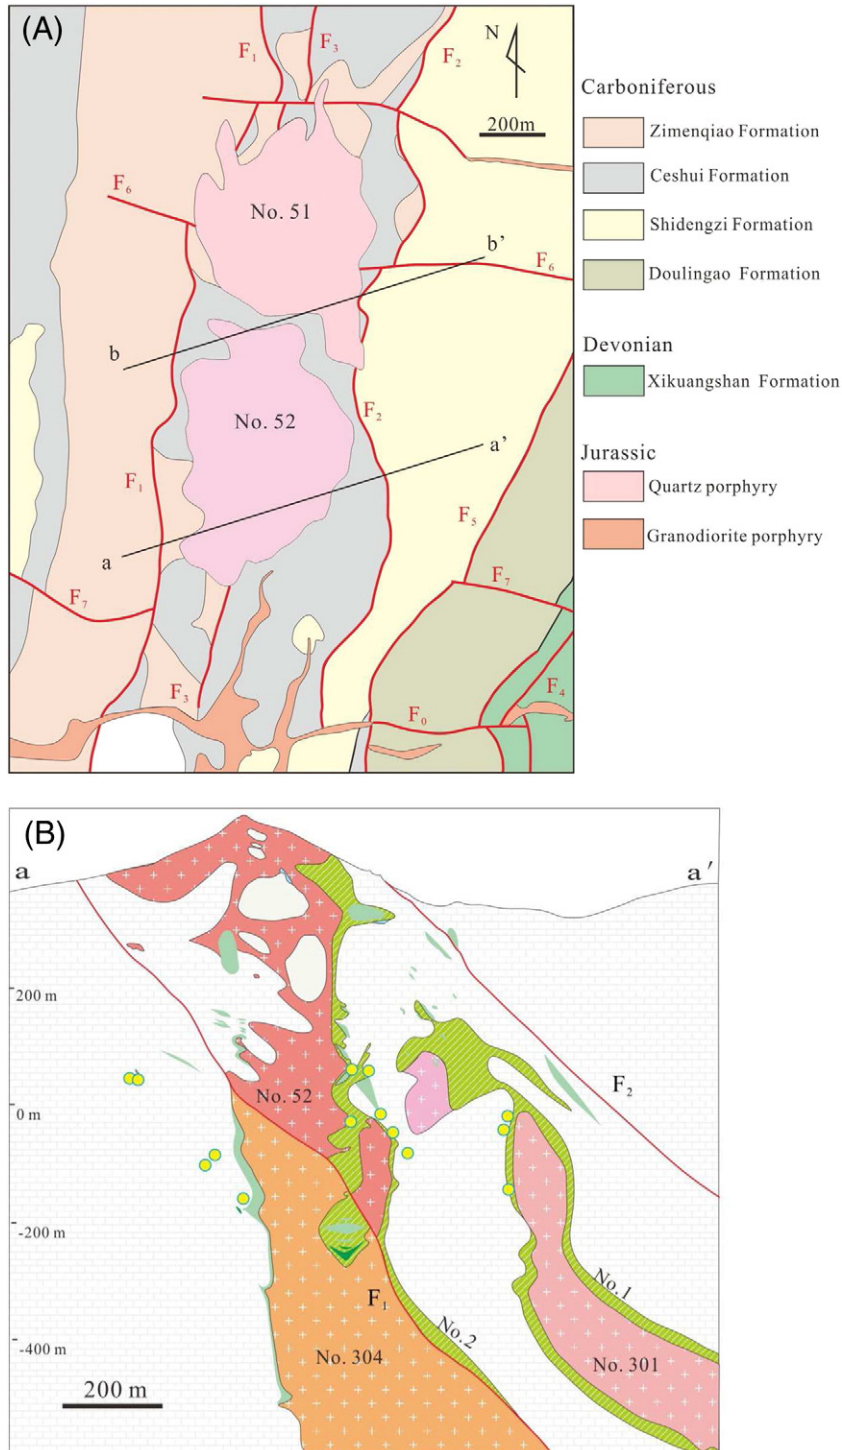 (A)
F₁
F₃
F₂
N
200m
F₆
No. 51
b'
F₆
b
No. 52
F₂
a'
F₁
F₅
a
F₇
F₇
F₃
F₄
F₀
Carboniferous
Zimenqiao Formation
Ceshui Formation
Shidengzi Formation
Doulingao Formation
Devonian
Xikuangshan Formation
Jurassic
Quartz porphyry
Granodiorite porphyry
(B)
a
a′
200 m
No. 52
F₂
0 m
-200 m
F₁
No.1
No.2
-400 m
No. 304
No. 301
200 m